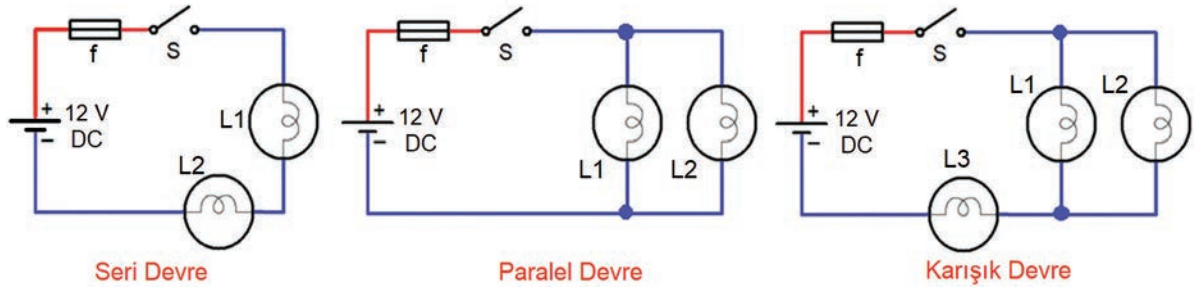 f
S
+
12 V
DC
−
L1
L2
Seri Devre
f
S
+
12 V
DC
−
L1
L2
Paralel Devre
f
S
+
12 V
DC
−
L1
L2
L3
Karışık Devre